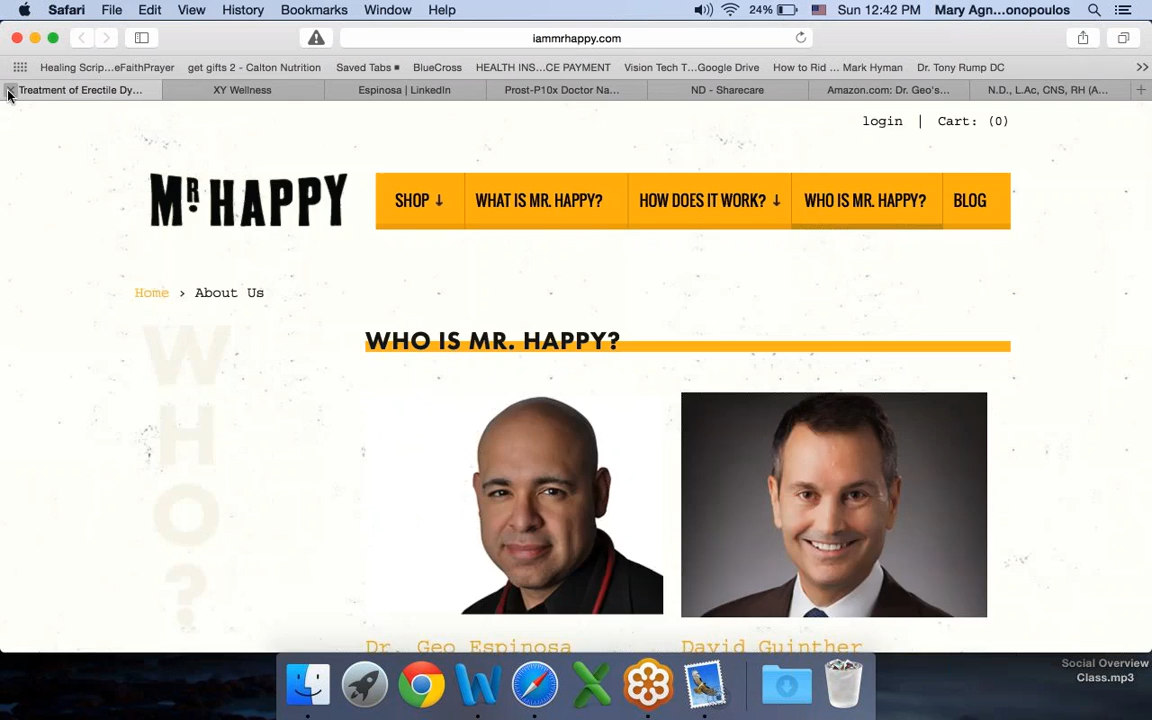 Safari File Edit View History Bookmarks Window Help 24% Sun 12:42 PM Mary Agn...onopoulos
iammrhappy.com
Healing Scrip...eFaithPrayer get gifts 2 - Calton Nutrition Saved Tabs BlueCross HEALTH INS...CE PAYMENT Vision Tech T...Google Drive How to Rid ... Mark Hyman Dr. Tony Rump DC
Treatment of Erectile Dy... XY Wellness Espinosa | LinkedIn Prost-P10x Doctor Na... ND - Sharecare Amazon.com: Dr. Geo's... N.D., L.Ac, CNS, RH (A...
login | Cart: (0)
MR HAPPY
SHOP ↓ WHAT IS MR. HAPPY? HOW DOES IT WORK? ↓ WHO IS MR. HAPPY? BLOG
Home › About Us
WHO IS MR. HAPPY?
W
H
O
?
Dr. Geo Espinosa David Guinther
Social Overview
Class.mp3